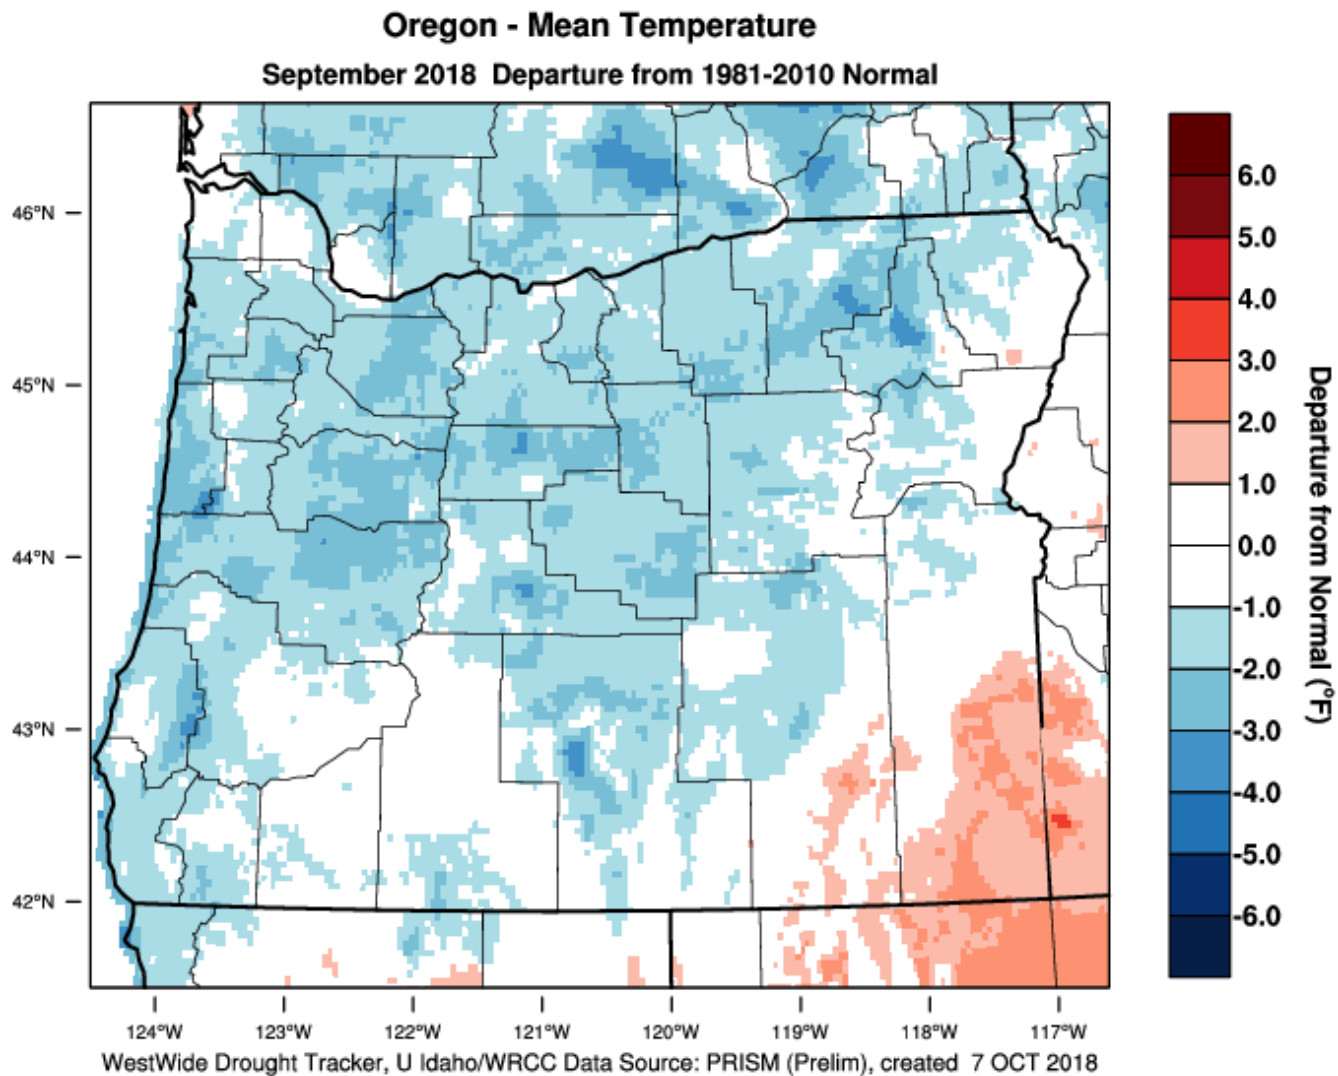 Oregon - Mean Temperature
September 2018 Departure from 1981-2010 Normal
46°N
45°N
44°N
43°N
42°N
124°W
123°W
122°W
121°W
120°W
119°W
118°W
117°W
6.0
5.0
4.0
3.0
2.0
1.0
0.0
-1.0
-2.0
-3.0
-4.0
-5.0
-6.0
Departure from Normal (°F)
WestWide Drought Tracker, U Idaho/WRCC Data Source: PRISM (Prelim), created 7 OCT 2018